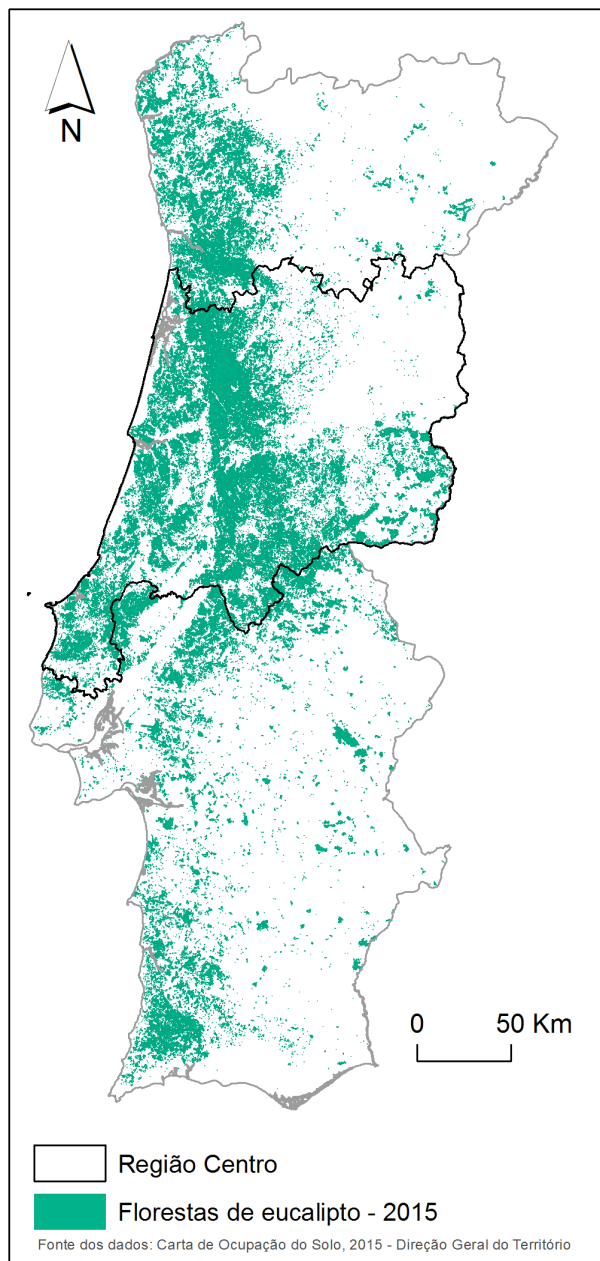 N
0 50 Km
Região Centro
Florestas de eucalipto - 2015
Fonte dos dados: Carta de Ocupação do Solo, 2015 - Direção Geral do Território